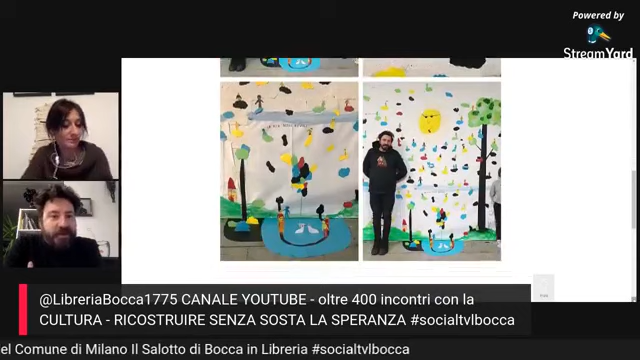 Powered by
StreamYard
@LibreriaBocca1775 CANALE YOUTUBE - oltre 400 incontri con la
CULTURA - RICOSTRUIRE SENZA SOSTA LA SPERANZA #socialtvlbocca
el Comune di Milano Il Salotto di Bocca in Libreria #socialtvlbocca